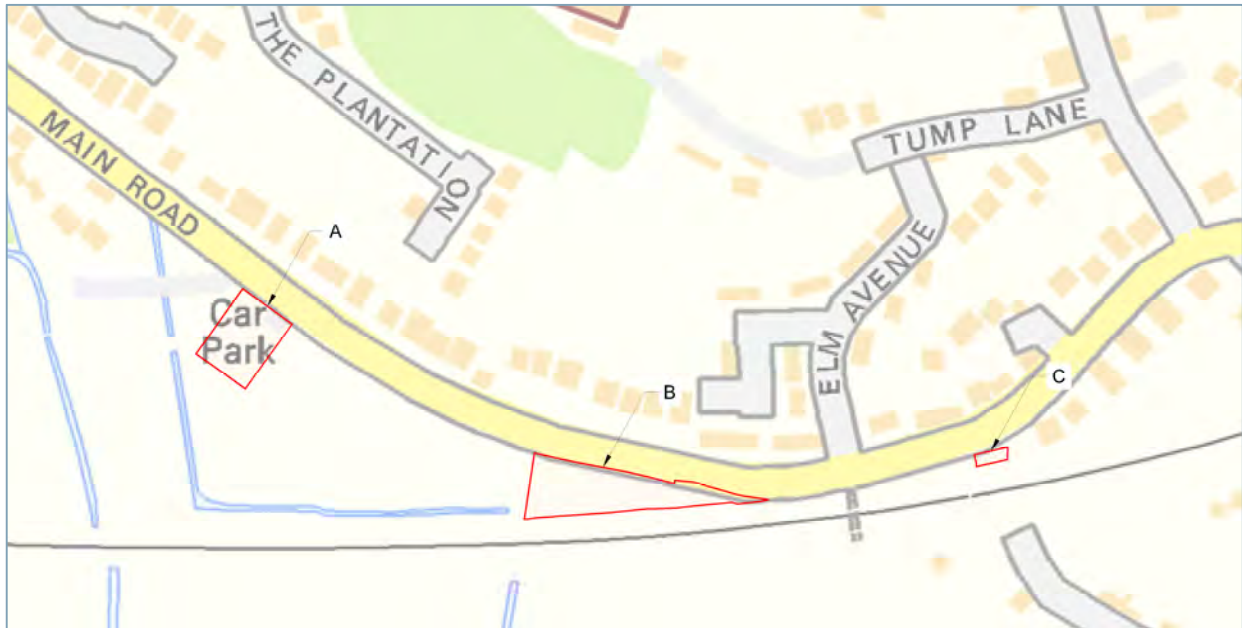 THE PLANTATION
MAIN ROAD
TUMP LANE
A
ELM AVENUE
Car
Park
B
C